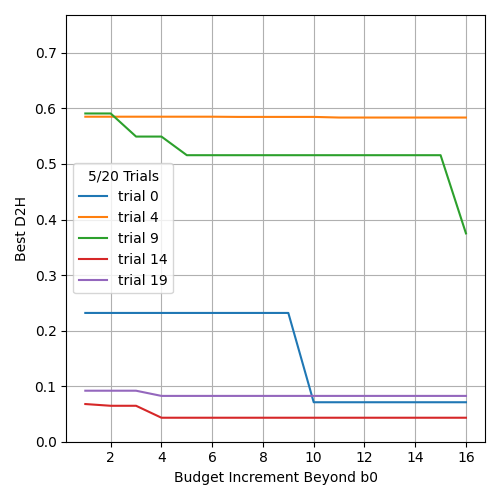 0.7
0.6
0.5
0.4
0.3
0.2
0.1
0.0
Best D2H
5/20 Trials
trial 0
trial 4
trial 9
trial 14
trial 19
2 4 6 8 10 12 14 16
Budget Increment Beyond b0